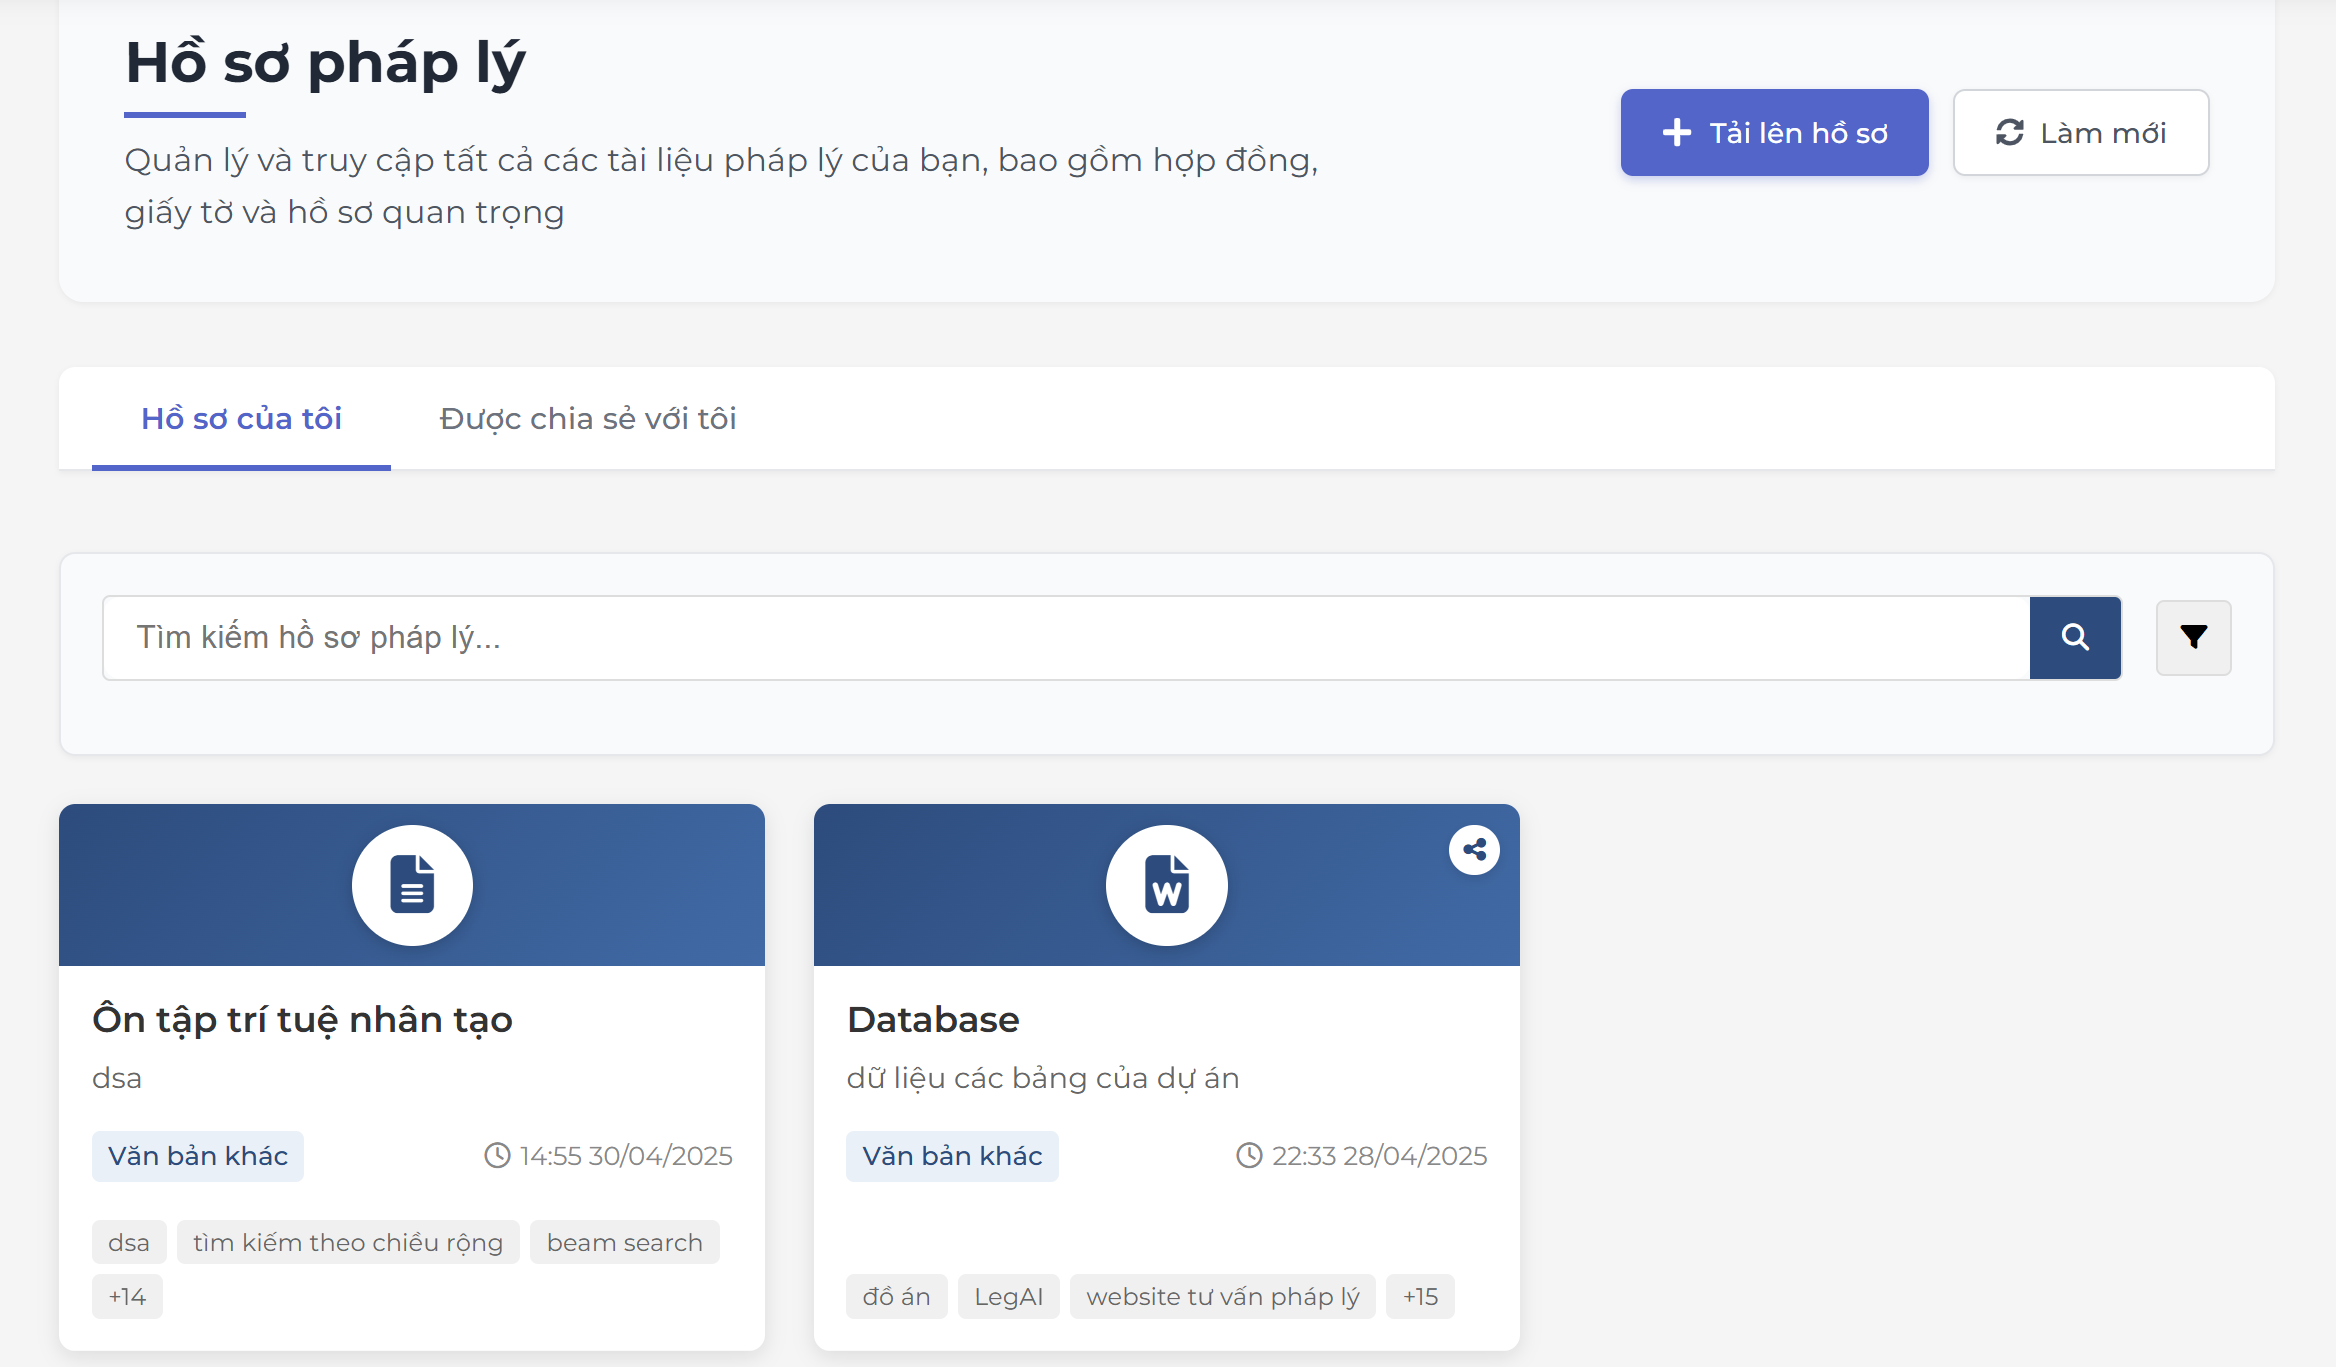 Hồ sơ pháp lý
Quản lý và truy cập tất cả các tài liệu pháp lý của bạn, bao gồm hợp đồng,
giấy tờ và hồ sơ quan trọng
Tải lên hồ sơ
Làm mới
Hồ sơ của tôi
Được chia sẻ với tôi
Tìm kiếm hồ sơ pháp lý...
Ôn tập trí tuệ nhân tạo
dsa
Văn bản khác
14:55 30/04/2025
dsa
tìm kiếm theo chiều rộng
beam search
+14
W
Database
dữ liệu các bảng của dự án
Văn bản khác
22:33 28/04/2025
đồ án
LegAI
website tư vấn pháp lý
+15